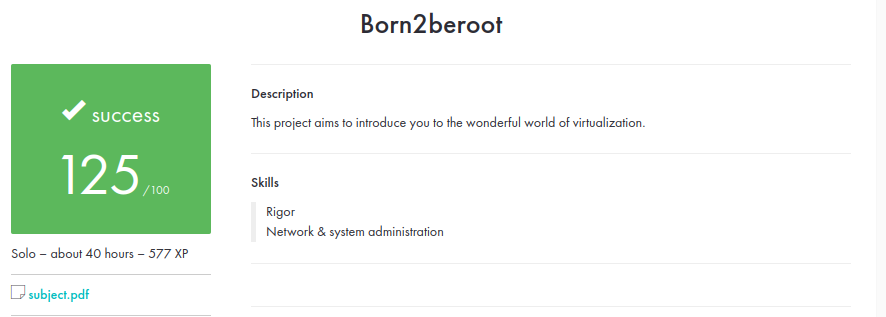 Born2beroot
success
125/100
Solo – about 40 hours – 577 XP
subject.pdf
Description
This project aims to introduce you to the wonderful world of virtualization.
Skills
Rigor
Network & system administration